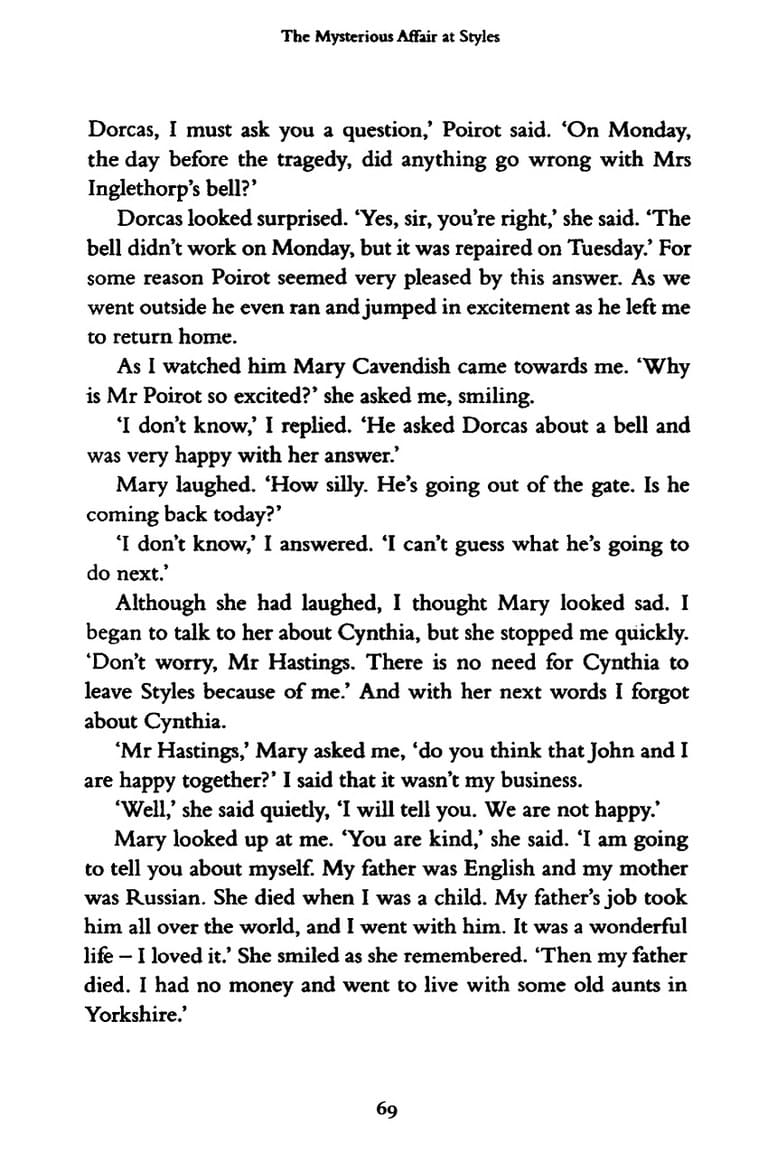 The Mysterious Affair at Styles
Dorcas, I must ask you a question,’ Poirot said. ‘On Monday,
the day before the tragedy, did anything go wrong with Mrs
Inglethorp’s bell?’
Dorcas looked surprised. ‘Yes, sir, you’re right,’ she said. ‘The
bell didn’t work on Monday, but it was repaired on Tuesday.’ For
some reason Poirot seemed very pleased by this answer. As we
went outside he even ran and jumped in excitement as he left me
to return home.
As I watched him Mary Cavendish came towards me. ‘Why
is Mr Poirot so excited?’ she asked me, smiling.
‘I don’t know,’ I replied. ‘He asked Dorcas about a bell and
was very happy with her answer.’
Mary laughed. ‘How silly. He’s going out of the gate. Is he
coming back today?’
‘I don’t know,’ I answered. ‘I can’t guess what he’s going to
do next.’
Although she had laughed, I thought Mary looked sad. I
began to talk to her about Cynthia, but she stopped me quickly.
‘Don’t worry, Mr Hastings. There is no need for Cynthia to
leave Styles because of me.’ And with her next words I forgot
about Cynthia.
‘Mr Hastings,’ Mary asked me, ‘do you think that John and I
are happy together?’ I said that it wasn’t my business.
‘Well,’ she said quietly, ‘I will tell you. We are not happy.’
Mary looked up at me. ‘You are kind,’ she said. ‘I am going
to tell you about myself. My father was English and my mother
was Russian. She died when I was a child. My father’s job took
him all over the world, and I went with him. It was a wonderful
life – I loved it.’ She smiled as she remembered. ‘Then my father
died. I had no money and went to live with some old aunts in
Yorkshire.’
69